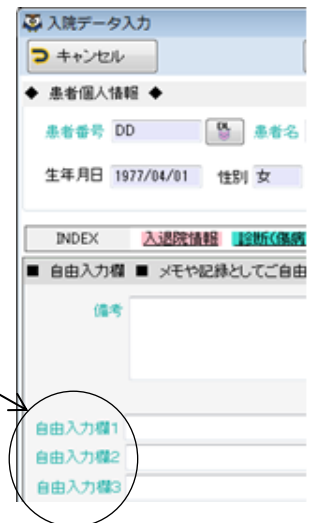 入院データ入力
キャンセル
◆ 患者個人情報 ◆
患者番号 DD 患者名
生年月日 1977/04/01 性別 女
INDEX 入退院情報 診断(傷病
■ 自由入力欄 ■ メモや記録としてご自由
備考
自由入力欄1
自由入力欄2
自由入力欄3